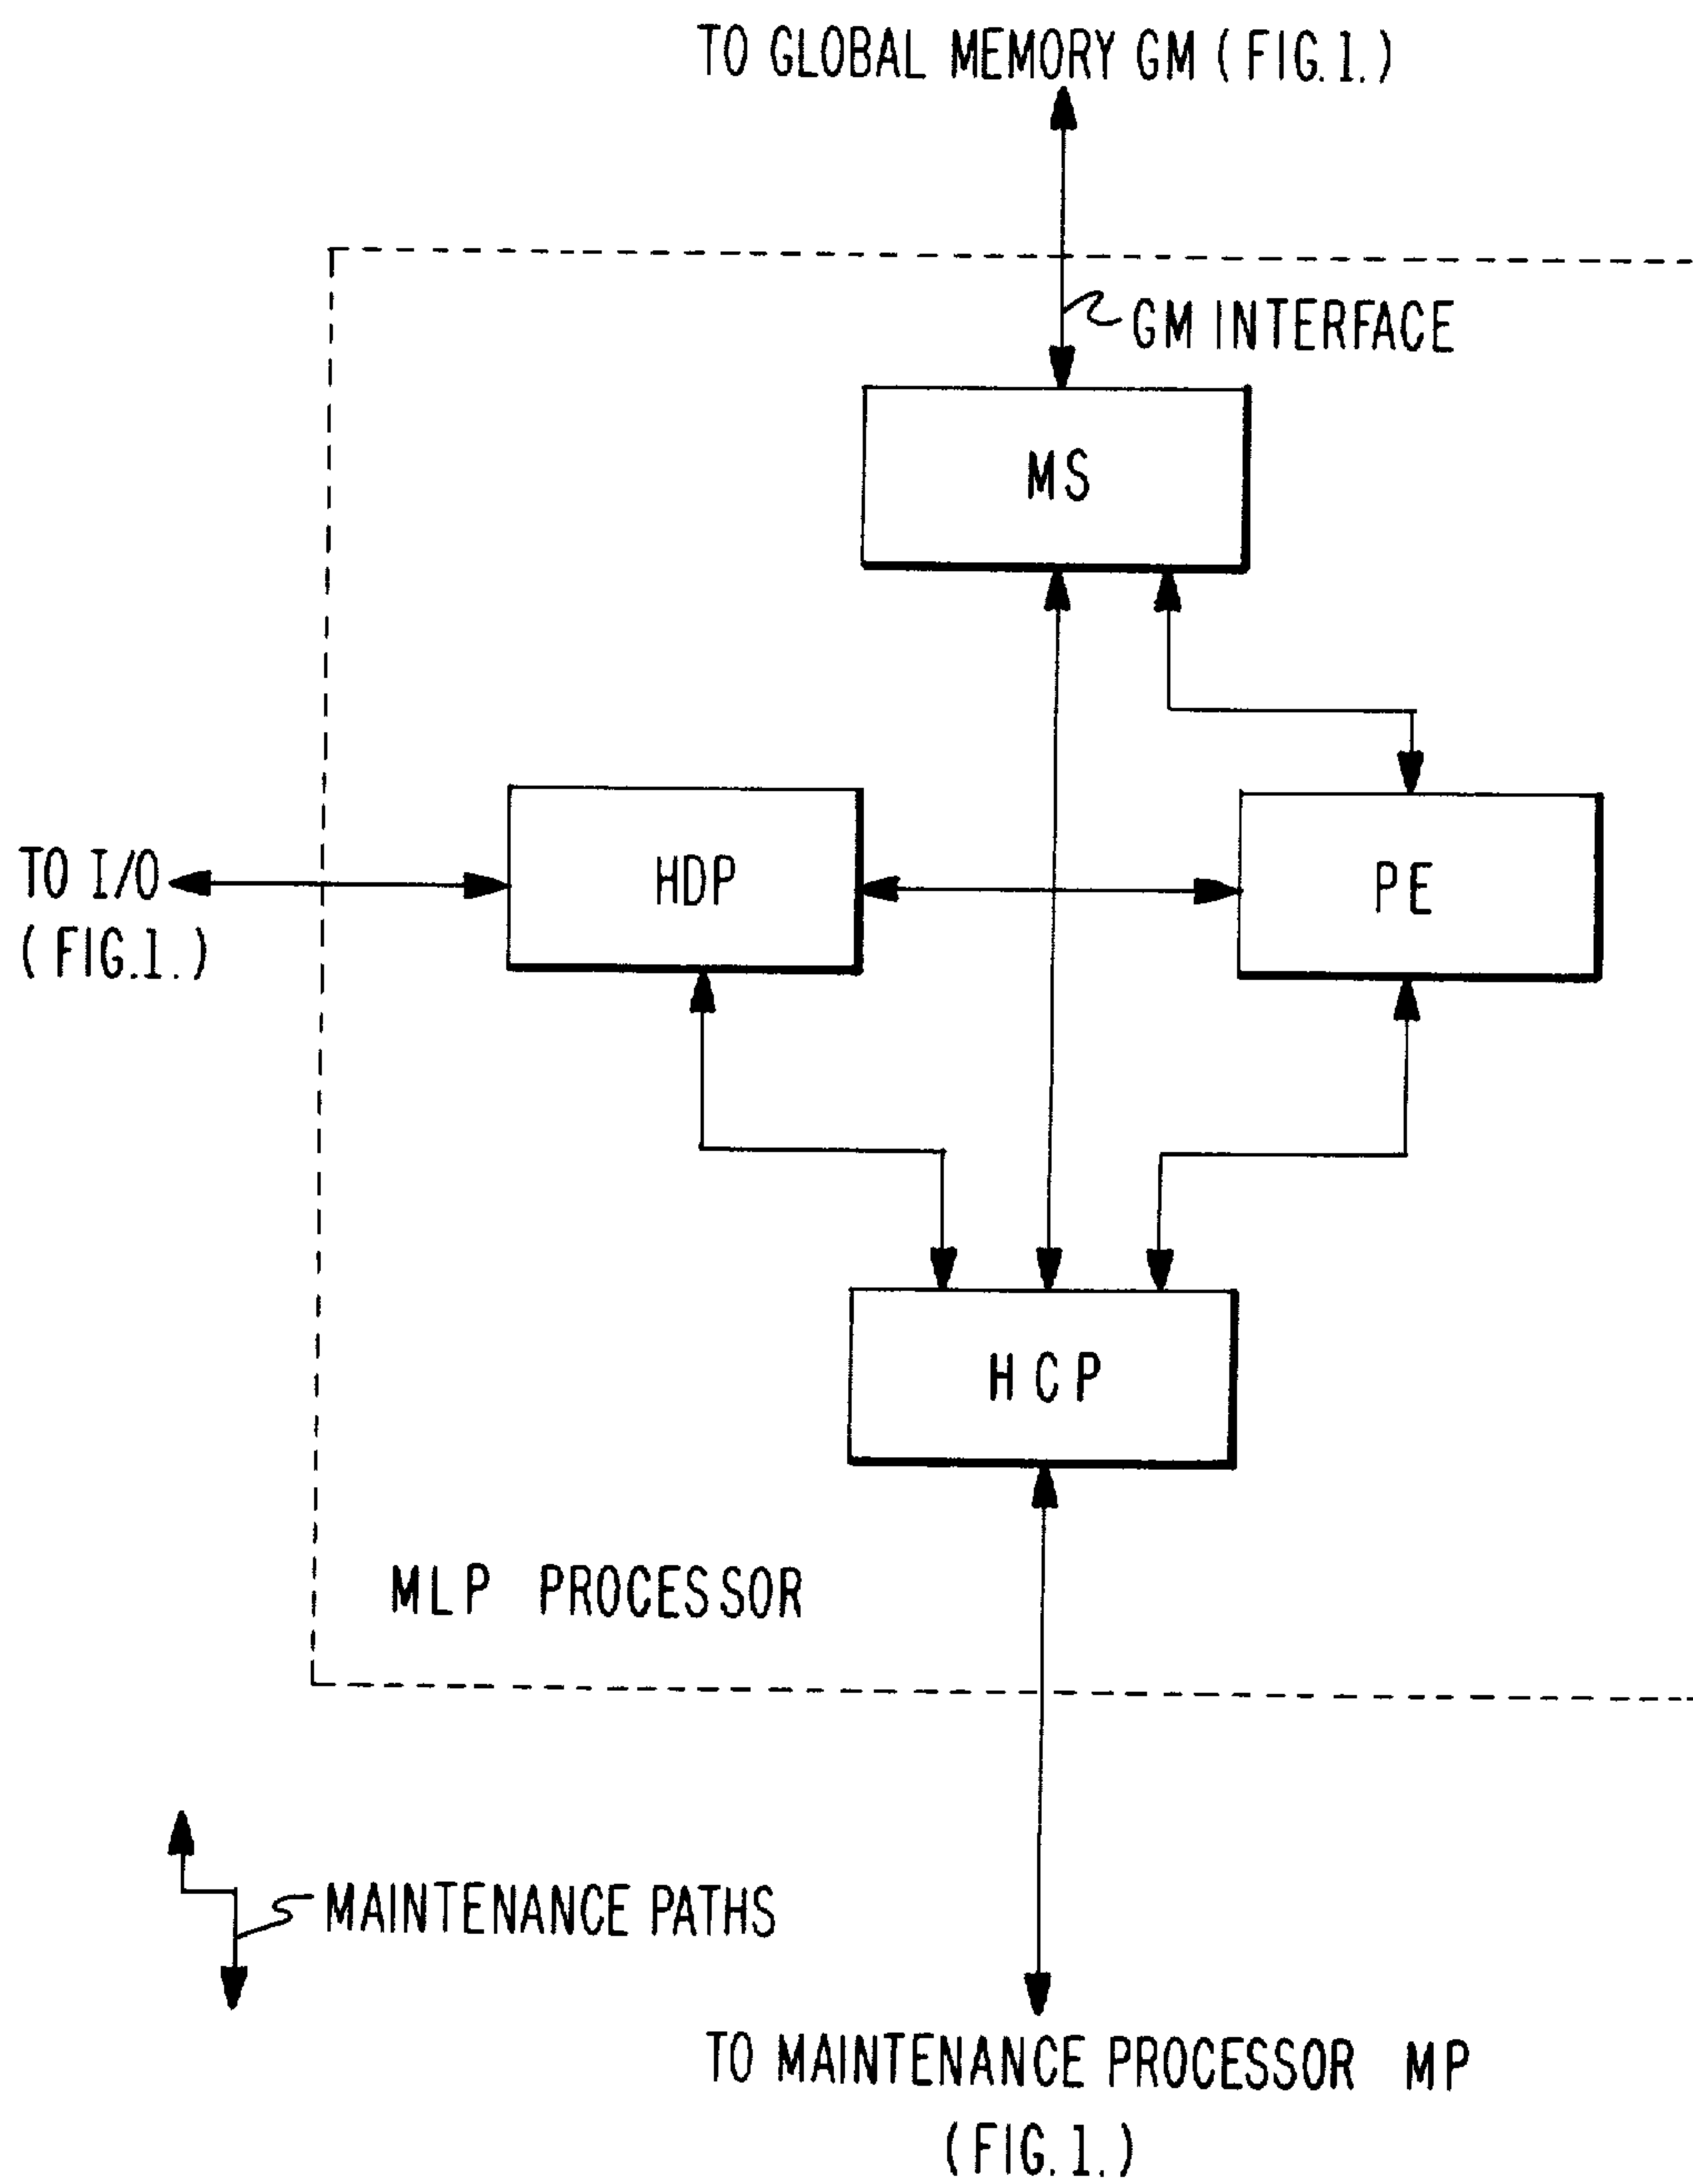 TO GLOBAL MEMORY GM (FIG. 1.)
GM INTERFACE
MS
TO I/O
(FIG.1.)
HDP
PE
HCP
MLP PROCESSOR
MAINTENANCE PATHS
TO MAINTENANCE PROCESSOR MP
(FIG. 1.)